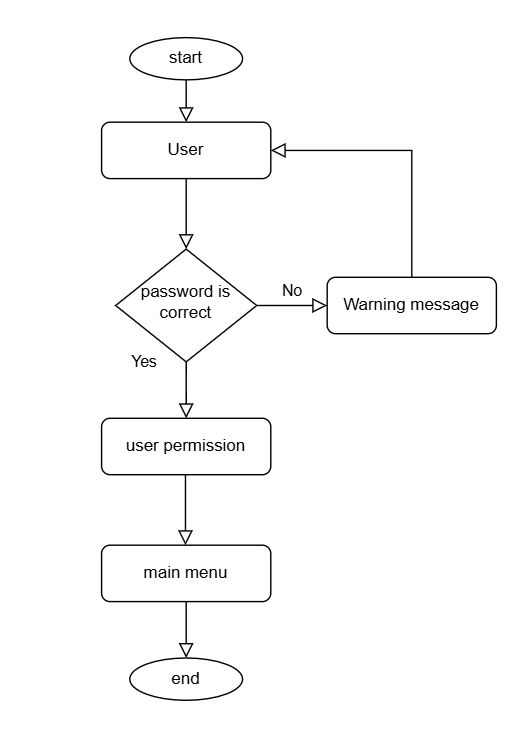 start
User
password is
correct
No
Warning message
Yes
user permission
main menu
end